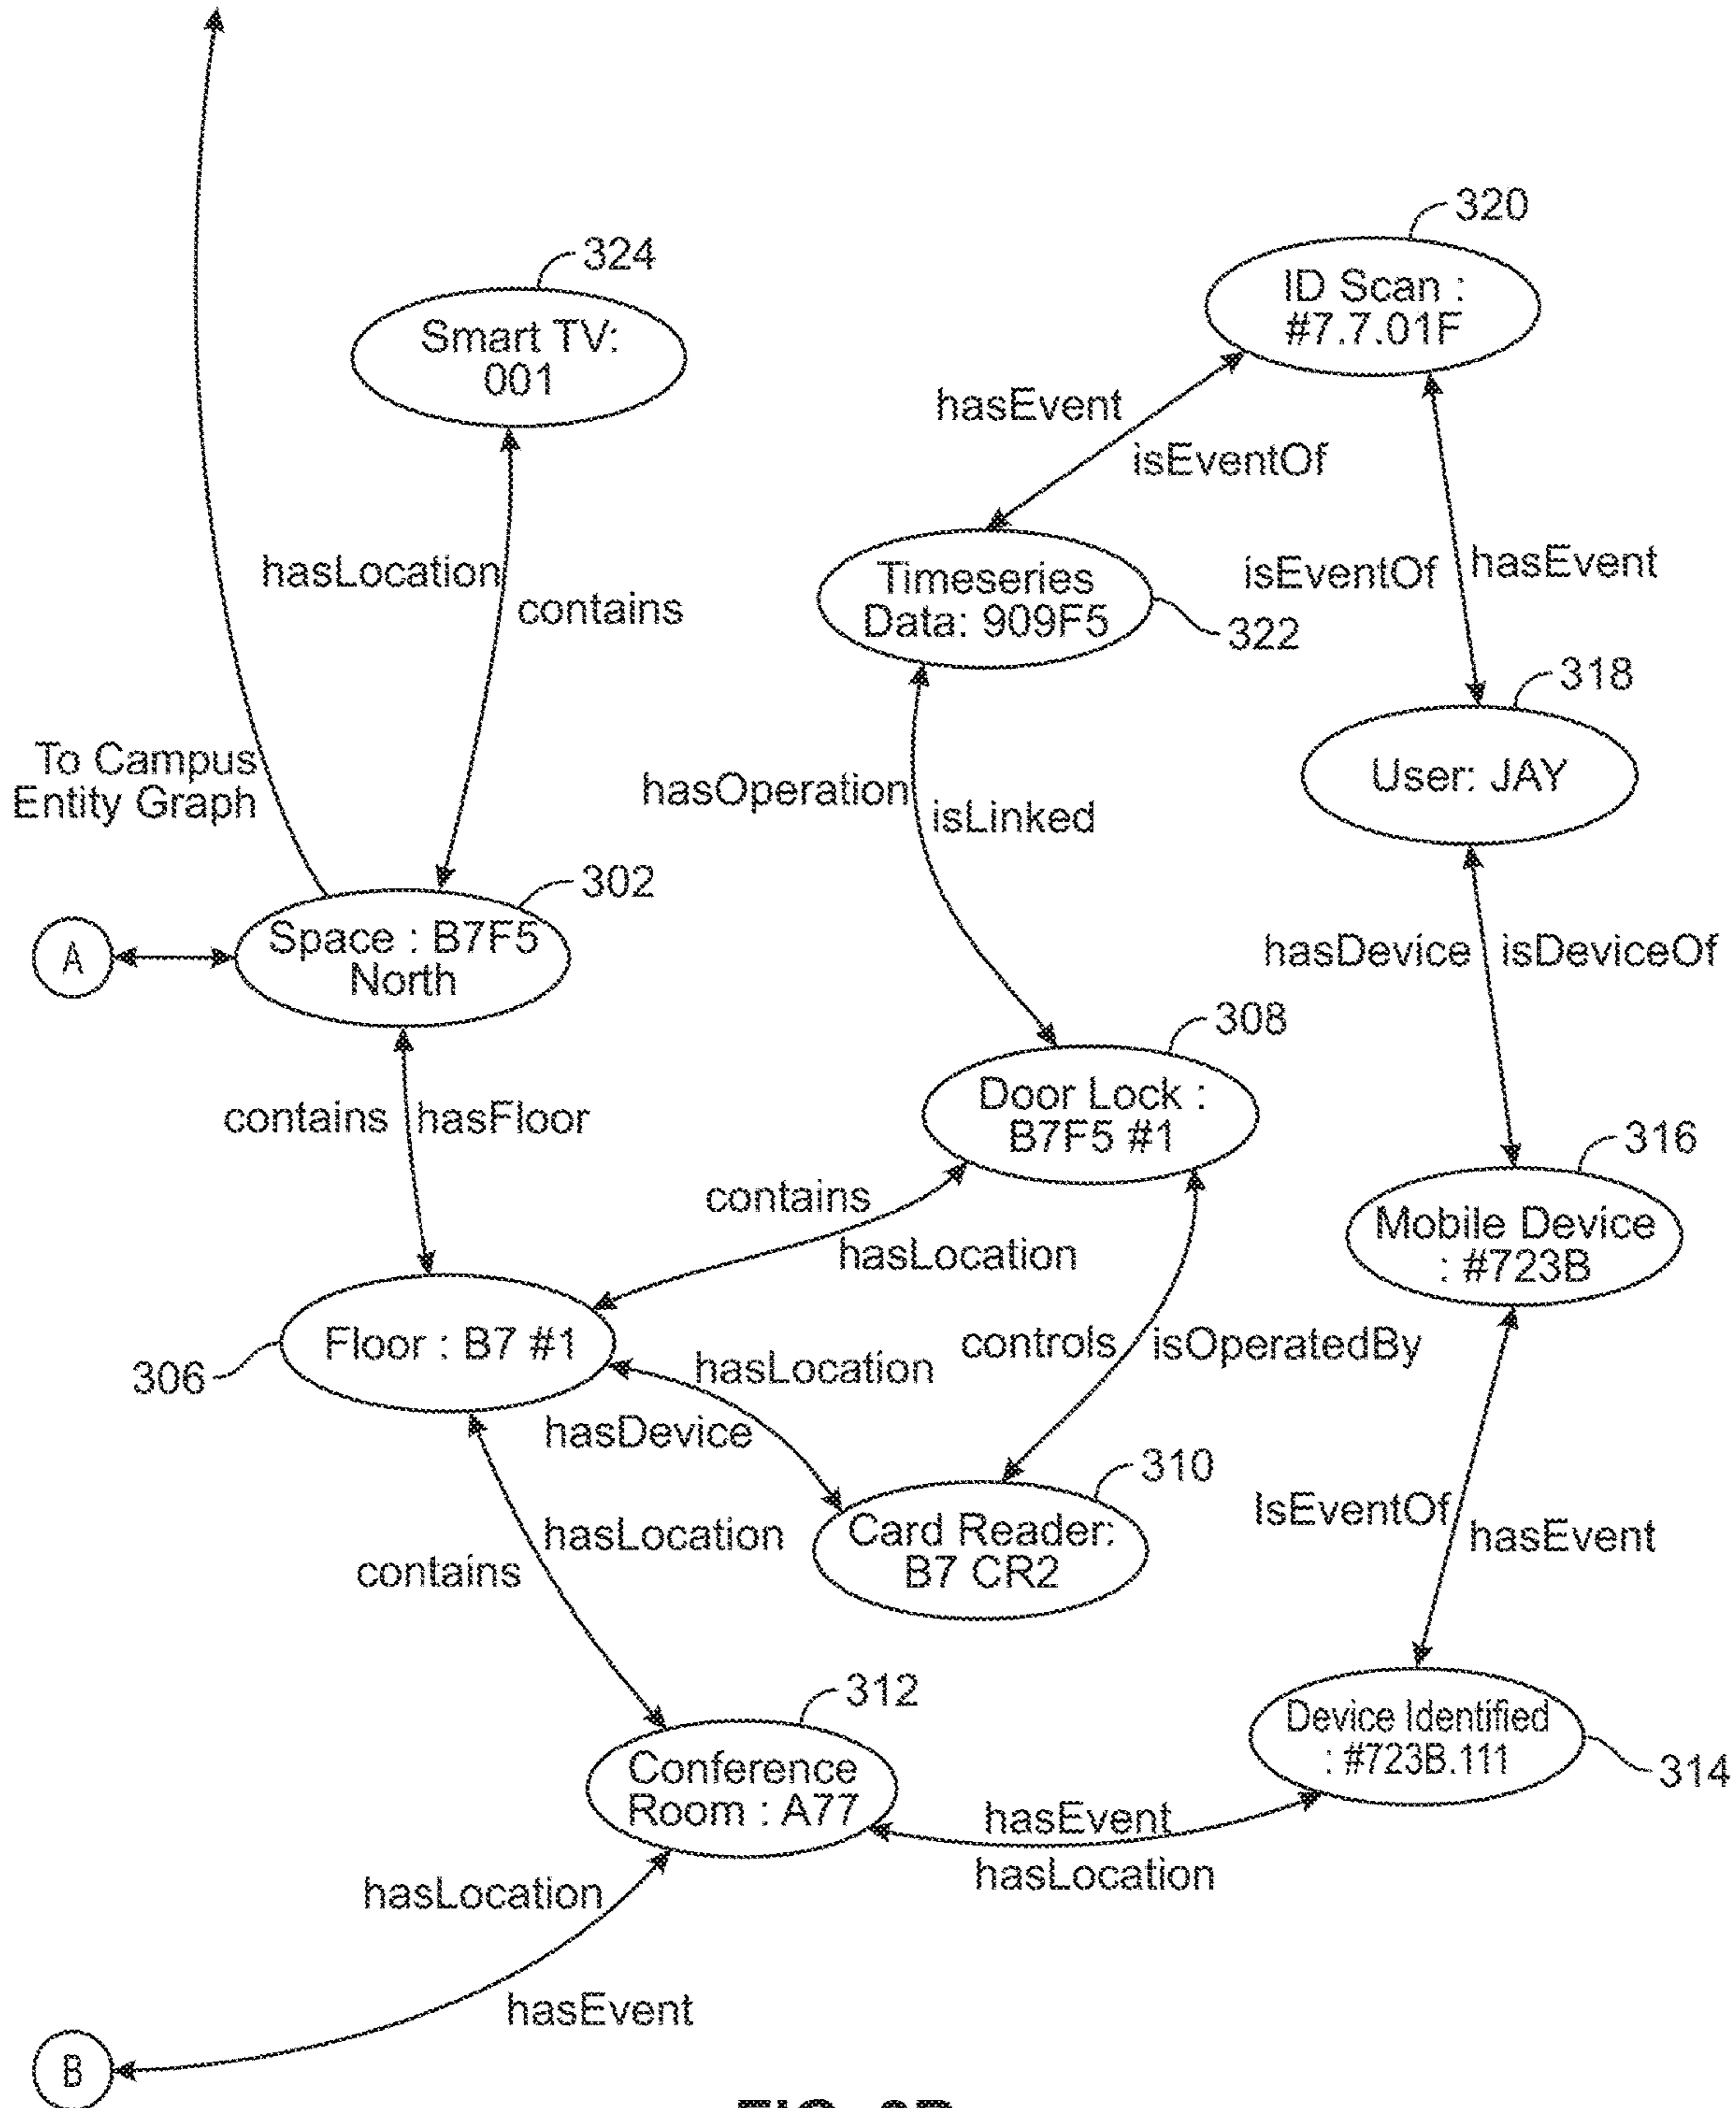 320
ID Scan :
#7.7.01F
324
Smart TV:
001
hasEvent
isEventOf
hasLocation
contains
Timeseries
Data: 909F5
322
isEventOf
hasEvent
318
User: JAY
To Campus
Entity Graph
hasOperation
isLinked
302
Space : B7F5
North
A
hasDevice
isDeviceOf
308
Door Lock :
B7F5 #1
contains
hasFloor
316
Mobile Device
: #723B
contains
hasLocation
306
Floor : B7 #1
controls
isOperatedBy
hasLocation
hasDevice
310
Card Reader:
B7 CR2
IsEventOf
hasEvent
hasLocation
contains
312
Conference
Room : A77
Device Identified
: #723B.111
314
hasEvent
hasLocation
hasLocation
hasEvent
B